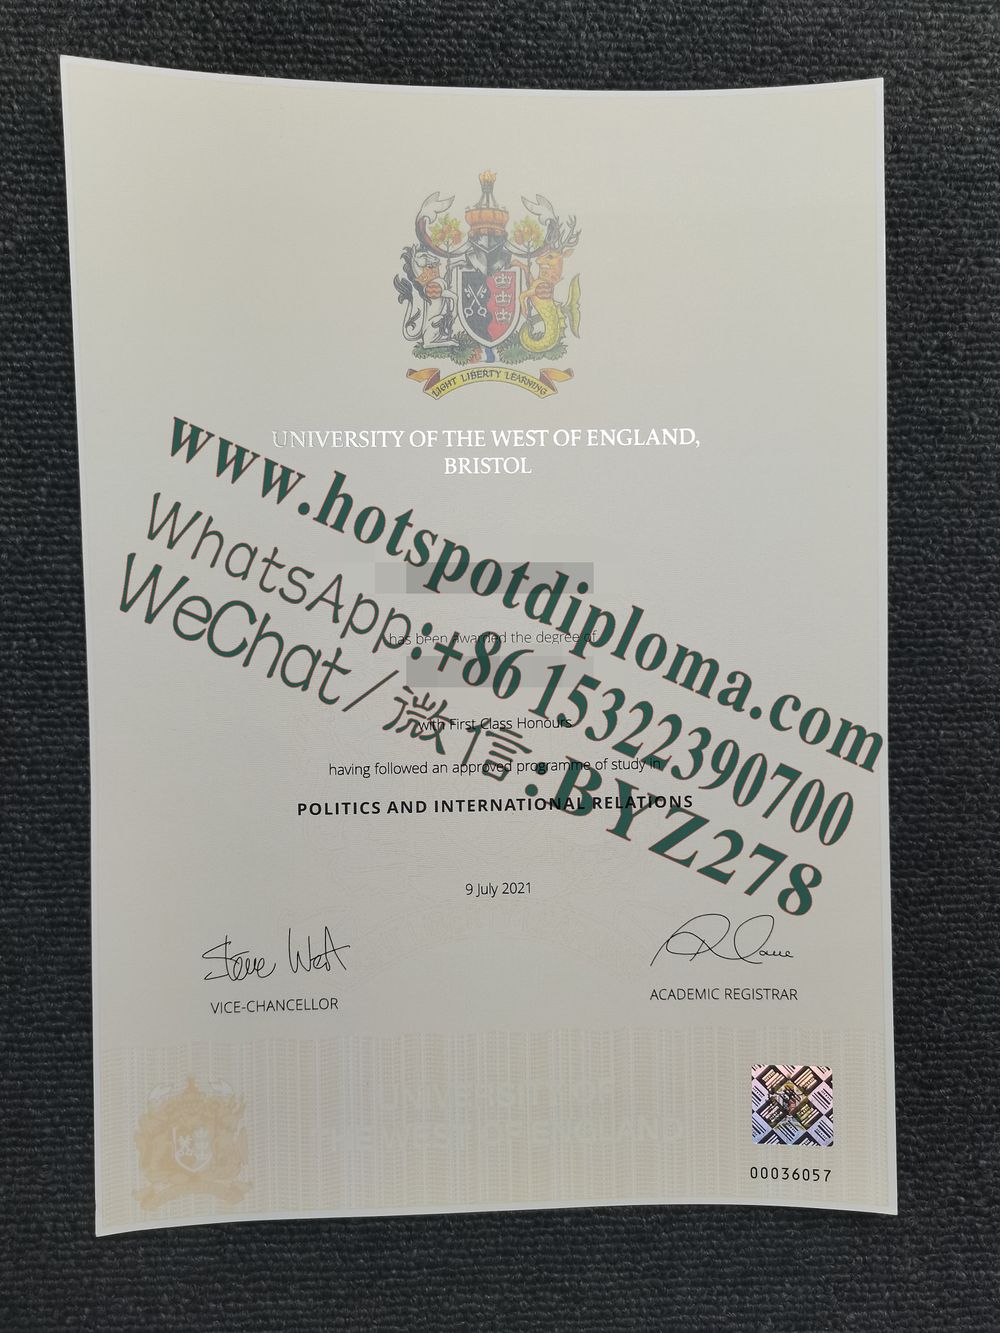 LIGHT LIBERTY LEARNING
UNIVERSITY OF THE WEST OF ENGLAND,
BRISTOL
www.hotspotdiploma.com
WhatsApp:+86 15322390700
WeChat/微信:BYZ278
has been awarded the degree of
with First Class Honours
having followed an approved programme of study in
POLITICS AND INTERNATIONAL RELATIONS
9 July 2021
Steve West
VICE-CHANCELLOR
ACADEMIC REGISTRAR
00036057